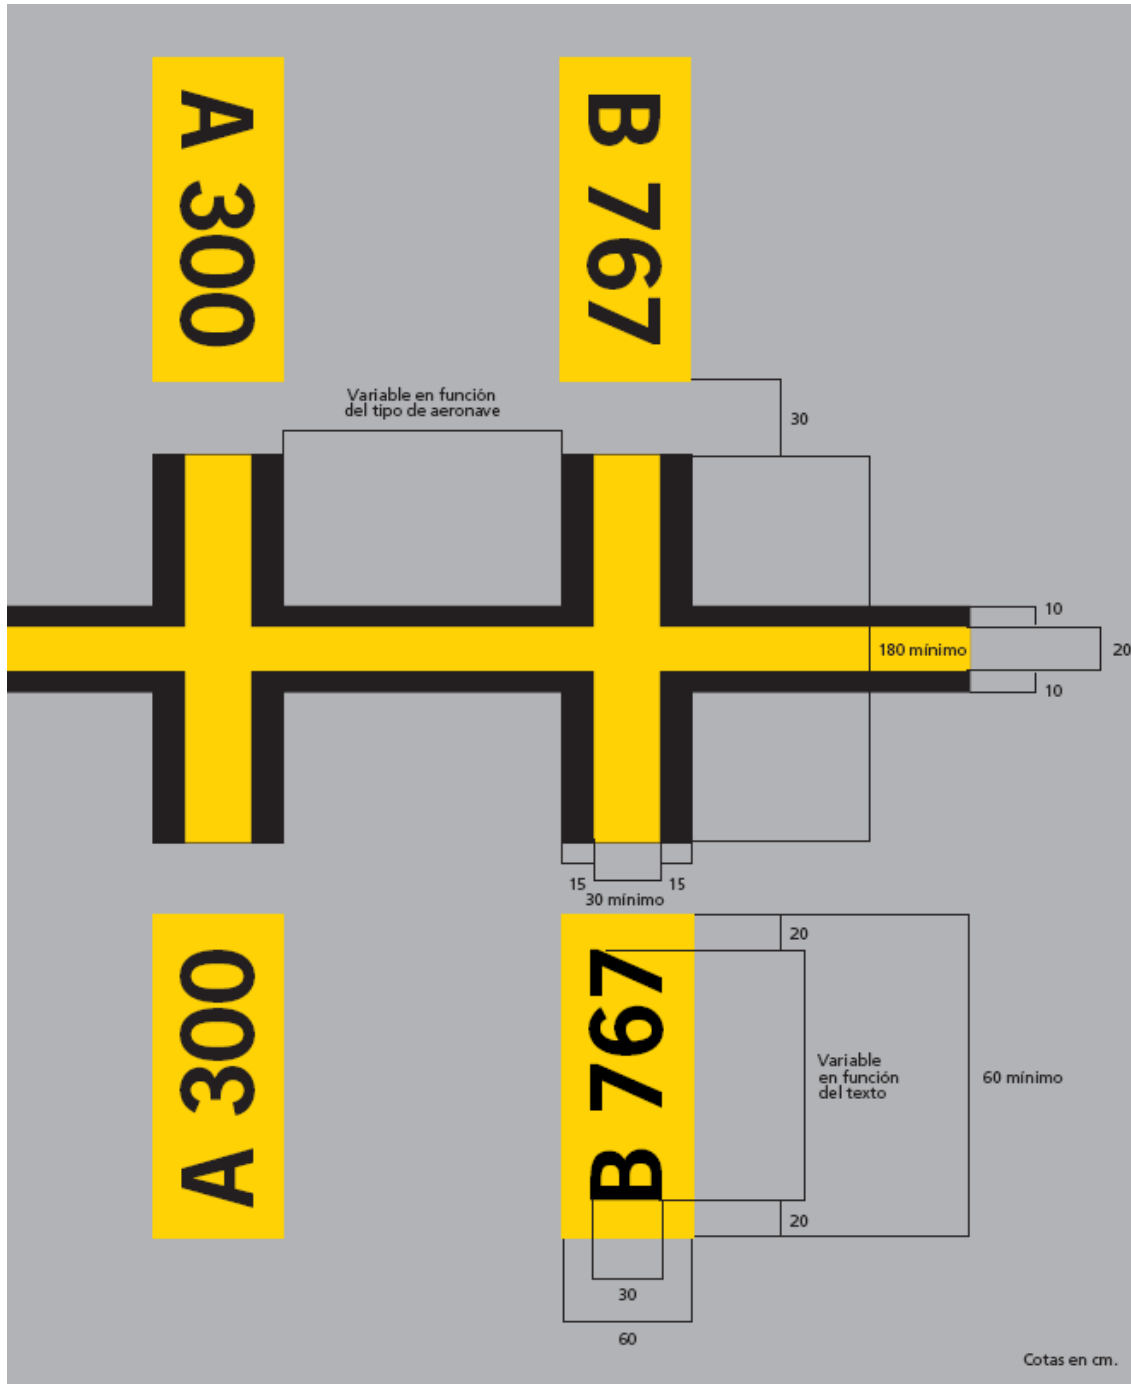 A 300
B 767
Variable en función
del tipo de aeronave
30
10
180 mínimo
20
10
15
15
30 mínimo
A 300
B 767
20
Variable
en función
del texto
60 mínimo
20
30
60
Cotas en cm.